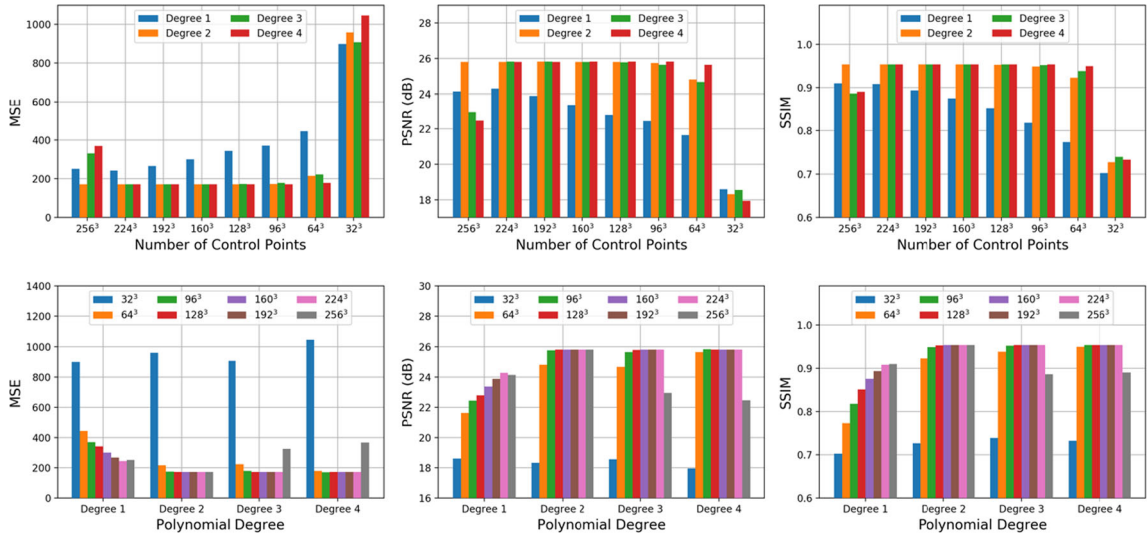 Degree 1 Degree 3
Degree 2 Degree 4
1000
800
600
400
200
0
MSE
256³ 224³ 192³ 160³ 128³ 96³ 64³ 32³
Number of Control Points
Degree 1 Degree 3
Degree 2 Degree 4
28
26
24
22
20
18
PSNR (dB)
256³ 224³ 192³ 160³ 128³ 96³ 64³ 32³
Number of Control Points
Degree 1 Degree 3
Degree 2 Degree 4
1.0
0.9
0.8
0.7
0.6
SSIM
256³ 224³ 192³ 160³ 128³ 96³ 64³ 32³
Number of Control Points
32³ 96³ 160³ 224³
64³ 128³ 192³ 256³
1400
1200
1000
800
600
400
200
0
MSE
Degree 1 Degree 2 Degree 3 Degree 4
Polynomial Degree
32³ 96³ 160³ 224³
64³ 128³ 192³ 256³
30
28
26
24
22
20
18
16
PSNR (dB)
Degree 1 Degree 2 Degree 3 Degree 4
Polynomial Degree
32³ 96³ 160³ 224³
64³ 128³ 192³ 256³
1.0
0.9
0.8
0.7
0.6
SSIM
Degree 1 Degree 2 Degree 3 Degree 4
Polynomial Degree